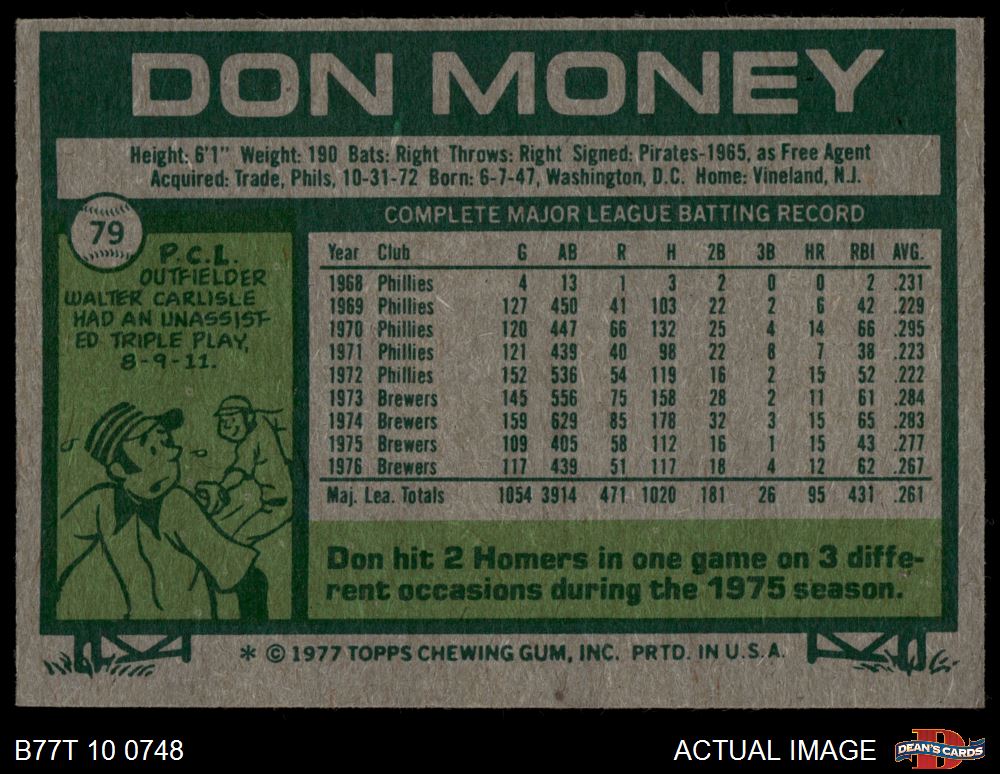 DON MONEY
Height: 6'1" Weight: 190 Bats: Right Throws: Right Signed: Pirates-1965, as Free Agent
Acquired: Trade, Phils, 10-31-72 Born: 6-7-47, Washington, D.C. Home: Vineland, N.J.
79
P.C.L.
OUTFIELDER
WALTER CARLISLE
HAD AN UNASSIST-
ED TRIPLE PLAY,
8-9-11.
COMPLETE MAJOR LEAGUE BATTING RECORD
Year Club G AB R H 2B 3B HR RBI AVG.
1968 Phillies 4 13 1 3 2 0 0 2 .231
1969 Phillies 127 450 41 103 22 2 6 42 .229
1970 Phillies 120 447 66 132 25 4 14 66 .295
1971 Phillies 121 439 40 98 22 8 7 38 .223
1972 Phillies 152 536 54 119 16 2 15 52 .222
1973 Brewers 145 556 75 158 28 2 11 61 .284
1974 Brewers 159 629 85 178 32 3 15 65 .283
1975 Brewers 109 405 58 112 16 1 15 43 .277
1976 Brewers 117 439 51 117 18 4 12 62 .267
Maj. Lea. Totals 1054 3914 471 1020 181 26 95 431 .261
Don hit 2 Homers in one game on 3 diffe-
rent occasions during the 1975 season.
* © 1977 TOPPS CHEWING GUM, INC. PRTD. IN U.S.A.
B77T 10 0748
ACTUAL IMAGE
D
DEAN'S CARDS